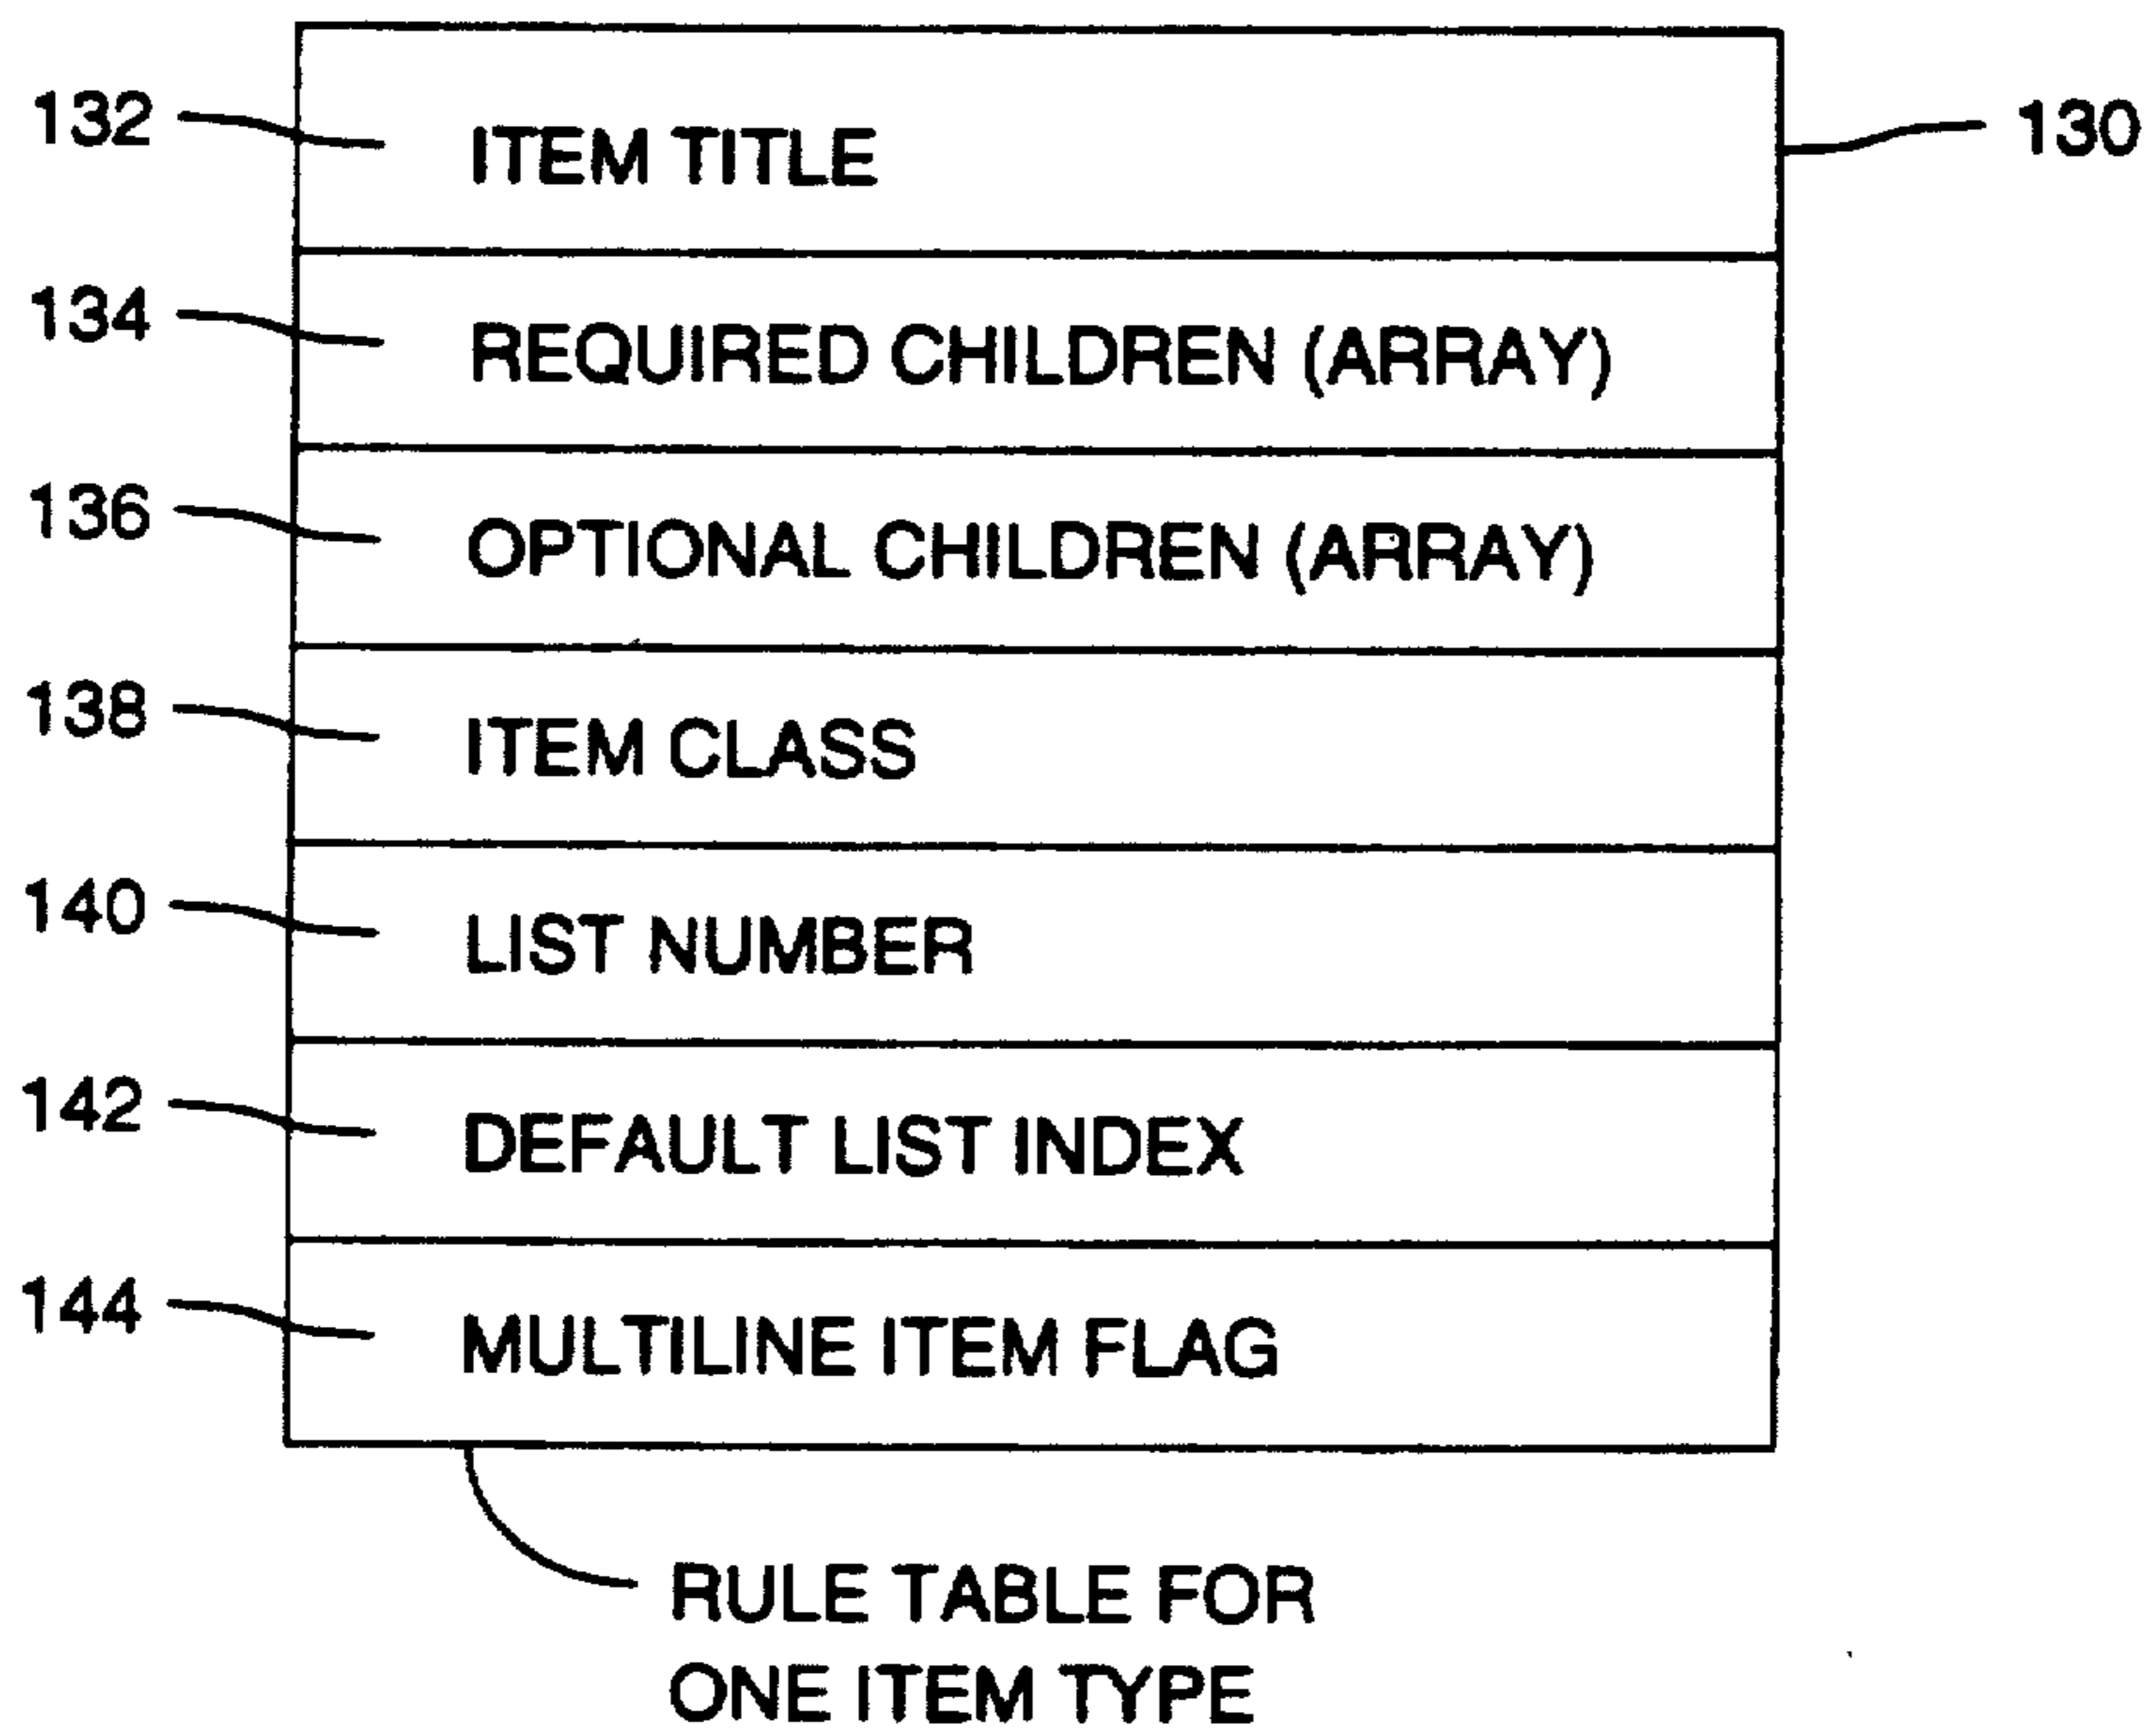 132 ITEM TITLE 130
134 REQUIRED CHILDREN (ARRAY)
136 OPTIONAL CHILDREN (ARRAY)
138 ITEM CLASS
140 LIST NUMBER
142 DEFAULT LIST INDEX
144 MULTILINE ITEM FLAG
RULE TABLE FOR
ONE ITEM TYPE